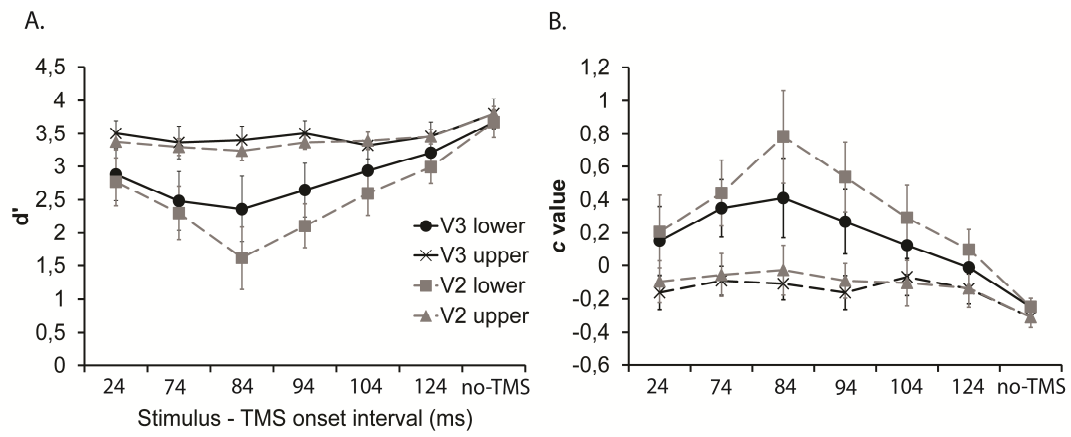 A.
4,5
4
3,5
3
2,5
2
1,5
1
0,5
0
d'
V3 lower
V3 upper
V2 lower
V2 upper
24 74 84 94 104 124 no-TMS
Stimulus - TMS onset interval (ms)
B.
1,2
1
0,8
0,6
0,4
0,2
0
-0,2
-0,4
-0,6
c value
24 74 84 94 104 124 no-TMS